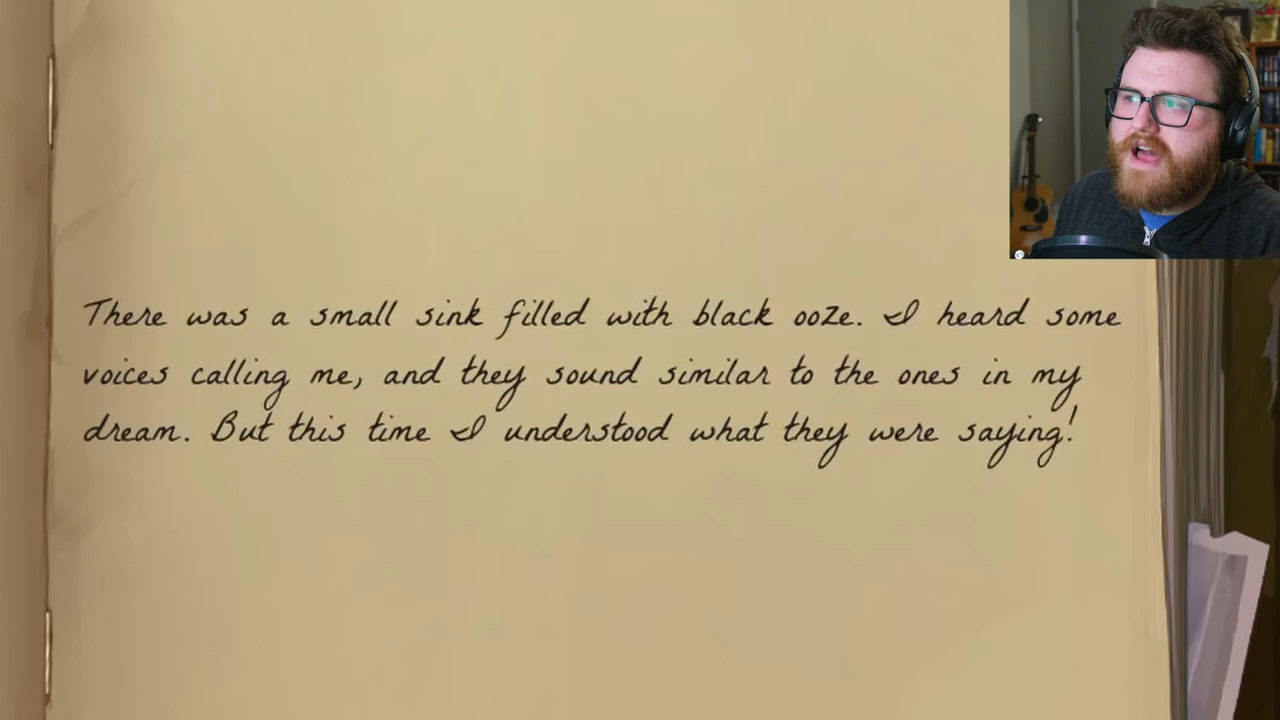 There was a small sink filled with black ooze. I heard some
voices calling me, and they sound similar to the ones in my
dream. But this time I understood what they were saying!